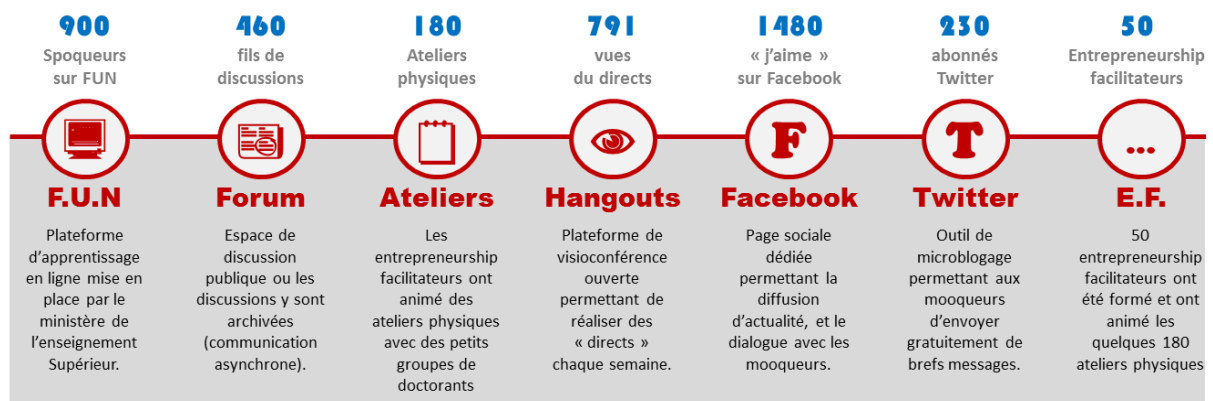 900
Spoqueurs
sur FUN
460
fils de
discussions
180
Ateliers
physiques
791
vues
du directs
1480
« j'aime »
sur Facebook
230
abonnés
Twitter
50
Entrepreneurship
facilitateurs
F
T
...
F.U.N
Plateforme
d'apprentissage
en ligne mise en
place par le
ministère de
l'enseignement
Supérieur.
Forum
Espace de
discussion
publique ou les
discussions y sont
archivées
(communication
asynchrone).
Ateliers
Les
entrepreneurship
facilitateurs ont
animé des
ateliers physiques
avec des petits
groupes de
doctorants
Hangouts
Plateforme de
visioconférence
ouverte
permettant de
réaliser des
« directs »
chaque semaine.
Facebook
Page sociale
dédiée
permettant la
diffusion
d'actualité, et le
dialogue avec les
mooqueurs.
Twitter
Outil de
microblogage
permettant aux
mooqueurs
d'envoyer
gratuitement de
brefs messages.
E.F.
50
entrepreneurship
facilitateurs ont
été formé et ont
animé les
quelques 180
ateliers physiques